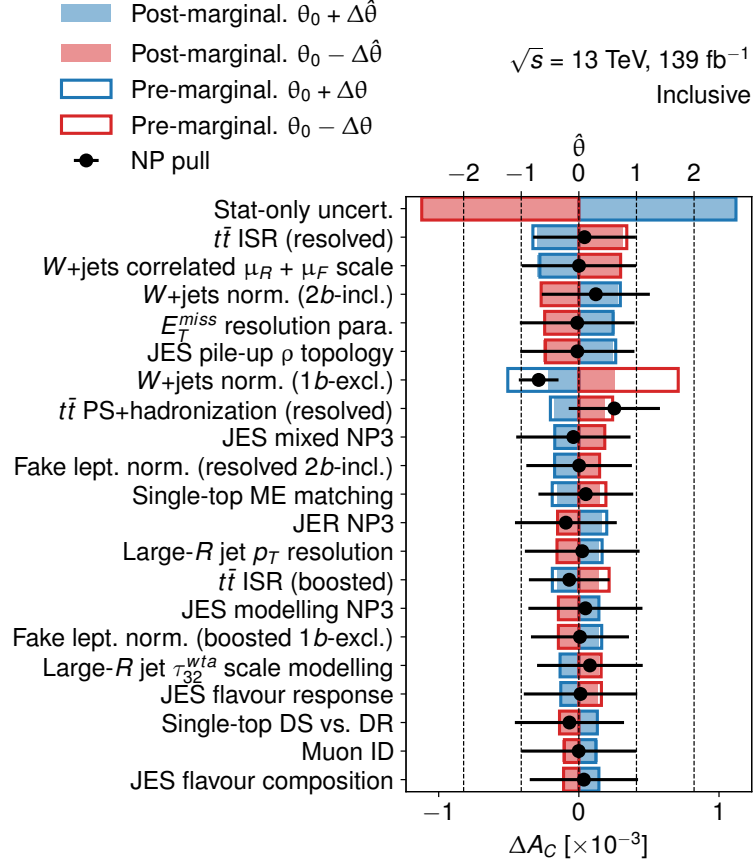 Post-marginal. θ₀ + Δθ̂
Post-marginal. θ₀ − Δθ̂
Pre-marginal. θ₀ + Δθ
Pre-marginal. θ₀ − Δθ
NP pull
√s = 13 TeV, 139 fb⁻¹
Inclusive
θ̂
−2 −1 0 1 2
Stat-only uncert.
tt̄ ISR (resolved)
W+jets correlated μ_R + μ_F scale
W+jets norm. (2b-incl.)
E_T^miss resolution para.
JES pile-up ρ topology
W+jets norm. (1b-excl.)
tt̄ PS+hadronization (resolved)
JES mixed NP3
Fake lept. norm. (resolved 2b-incl.)
Single-top ME matching
JER NP3
Large-R jet p_T resolution
tt̄ ISR (boosted)
JES modelling NP3
Fake lept. norm. (boosted 1b-excl.)
Large-R jet τ_32^wta scale modelling
JES flavour response
Single-top DS vs. DR
Muon ID
JES flavour composition
−1 0 1
ΔA_C [×10⁻³]